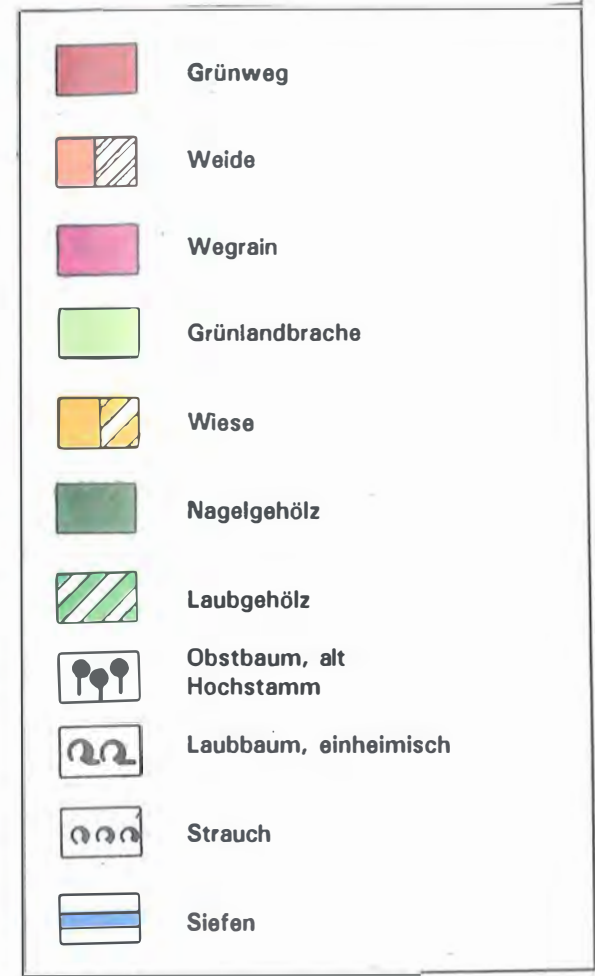 Grünweg
Weide
Wegrain
Grünlandbrache
Wiese
Nagelgehölz
Laubgehölz
Obstbaum, alt
Hochstamm
Laubbaum, einheimisch
Strauch
Siefen